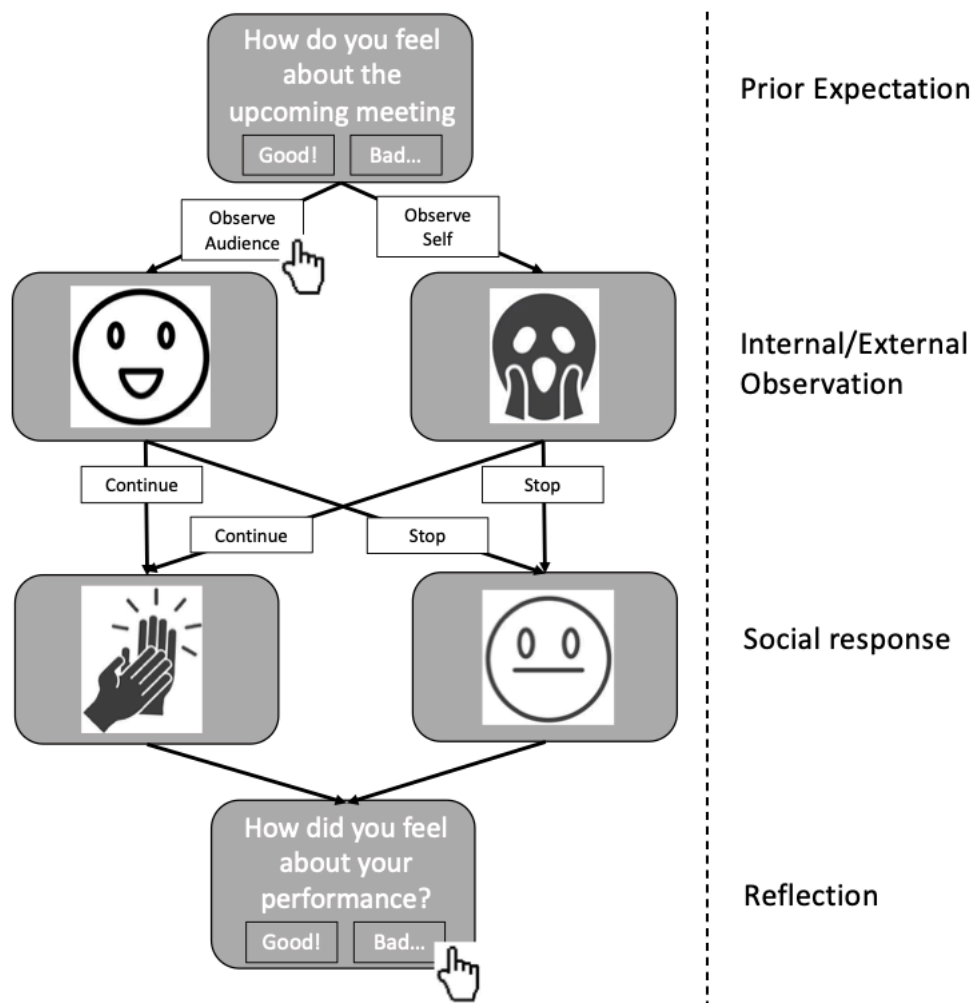 How do you feel
about the
upcoming meeting
Good!
Bad...
Prior Expectation
Observe
Audience
Observe
Self
Internal/External
Observation
Continue
Stop
Continue
Stop
Social response
How did you feel
about your
performance?
Good!
Bad...
Reflection